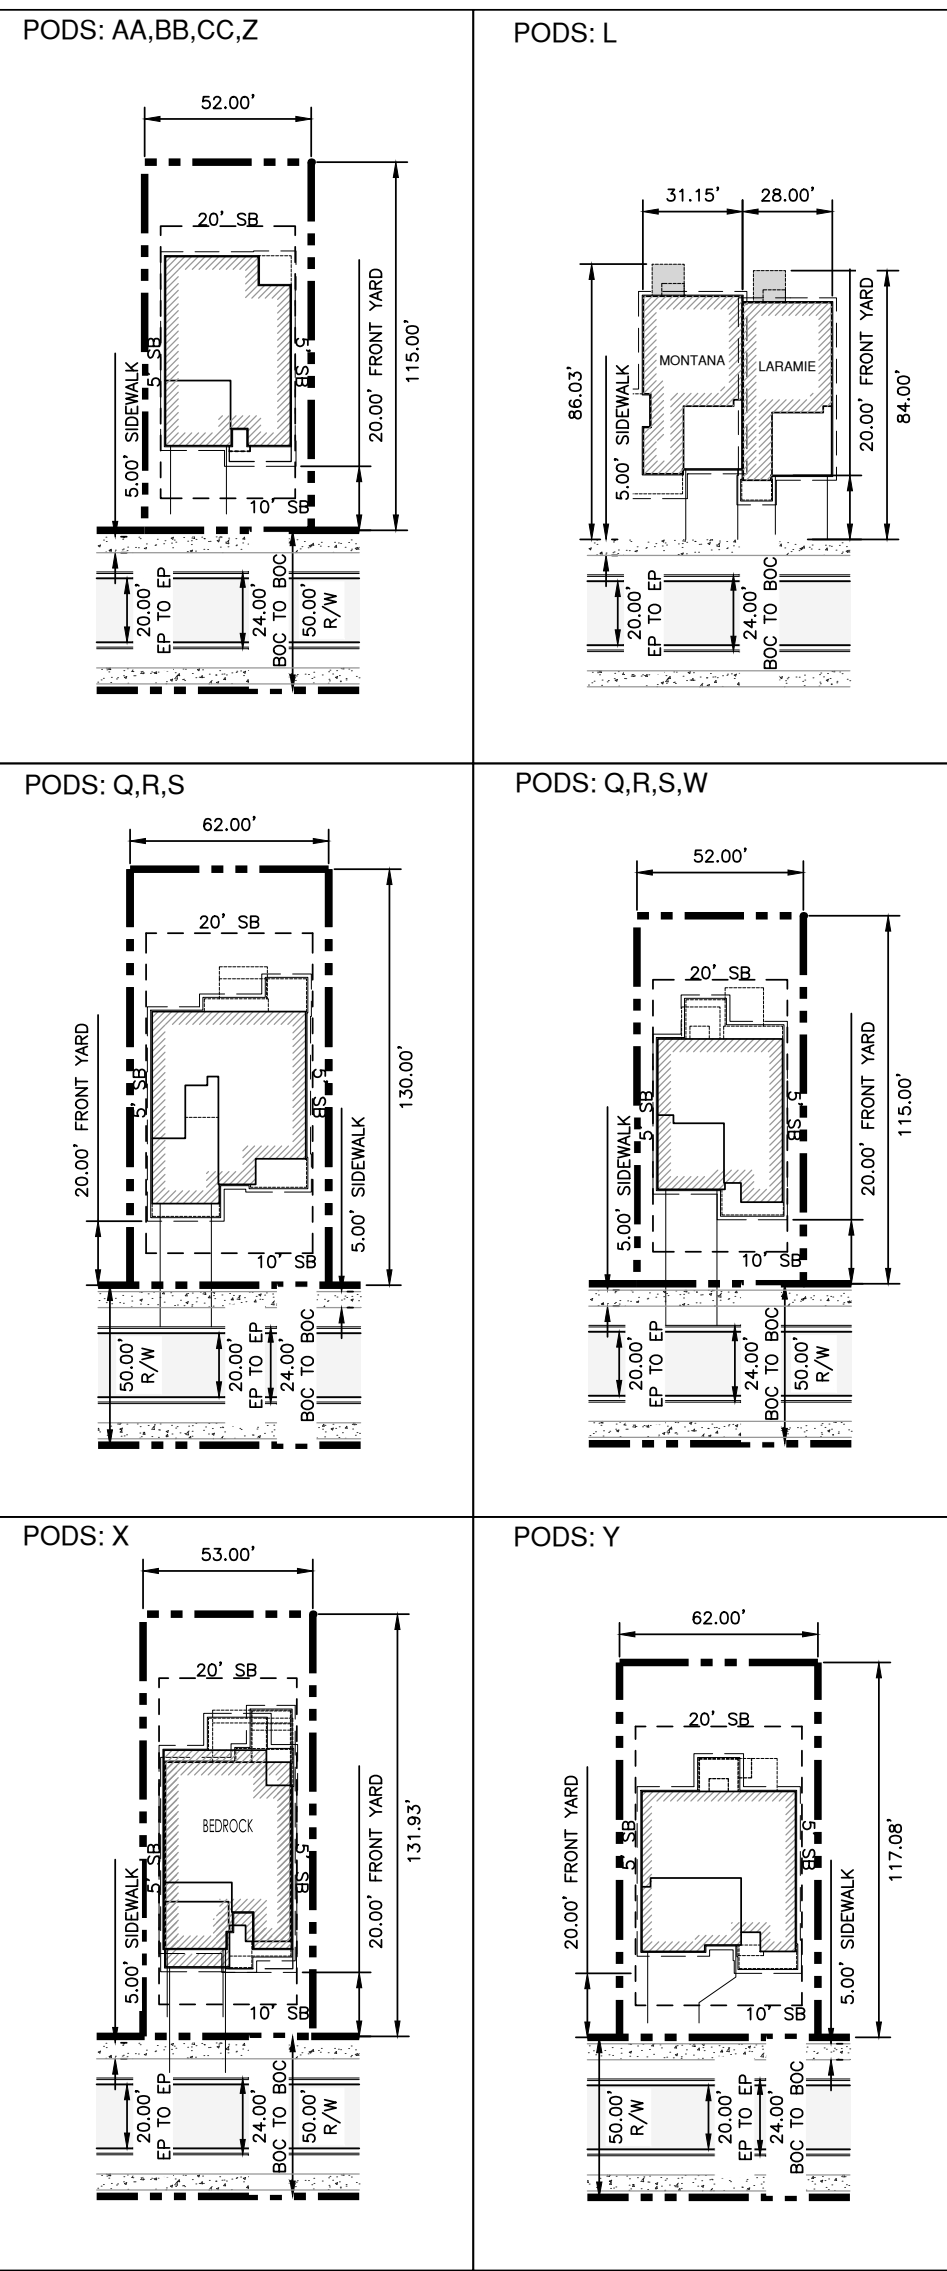 PODS: AA,BB,CC,Z
52.00'
20' SB
5' SB
5' SB
5.00' SIDEWALK
20.00' FRONT YARD
115.00'
10' SB
20.00'
EP TO EP
24.00'
BOC TO BOC
50.00'
R/W
PODS: L
31.15'
28.00'
MONTANA
LARAMIE
86.03'
5.00' SIDEWALK
20.00' FRONT YARD
84.00'
20.00'
EP TO EP
24.00'
BOC TO BOC
PODS: Q,R,S
62.00'
20' SB
20.00' FRONT YARD
5' SB
5' SB
130.00'
5.00' SIDEWALK
10' SB
50.00'
R/W
20.00'
EP TO EP
24.00'
BOC TO BOC
PODS: Q,R,S,W
52.00'
20' SB
5' SB
5' SB
5.00' SIDEWALK
20.00' FRONT YARD
115.00'
10' SB
20.00'
EP TO EP
24.00'
BOC TO BOC
50.00'
R/W
PODS: X
53.00'
20' SB
BEDROCK
5' SB
5' SB
5.00' SIDEWALK
20.00' FRONT YARD
131.93'
10' SB
20.00'
EP TO EP
24.00'
BOC TO BOC
50.00'
R/W
PODS: Y
62.00'
20' SB
20.00' FRONT YARD
5' SB
5' SB
117.08'
5.00' SIDEWALK
10' SB
50.00'
R/W
20.00'
EP TO EP
24.00'
BOC TO BOC